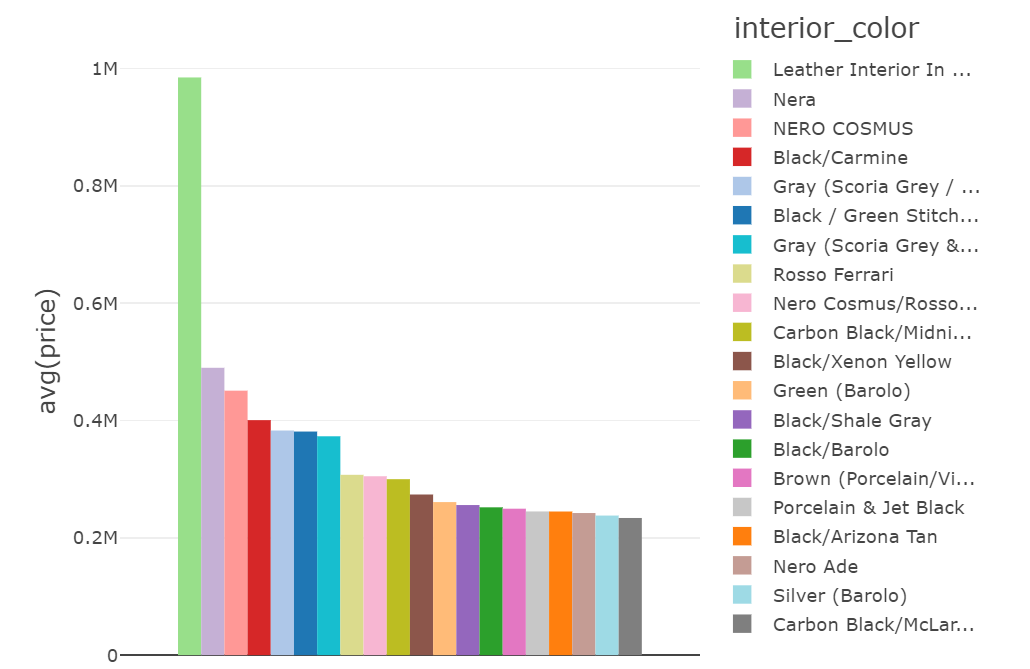 interior_color
1M
0.8M
0.6M
0.4M
0.2M
0
avg(price)
Leather Interior In ...
Nera
NERO COSMUS
Black/Carmine
Gray (Scoria Grey / ...
Black / Green Stitch...
Gray (Scoria Grey &...
Rosso Ferrari
Nero Cosmus/Rosso...
Carbon Black/Midni...
Black/Xenon Yellow
Green (Barolo)
Black/Shale Gray
Black/Barolo
Brown (Porcelain/Vi...
Porcelain & Jet Black
Black/Arizona Tan
Nero Ade
Silver (Barolo)
Carbon Black/McLar...